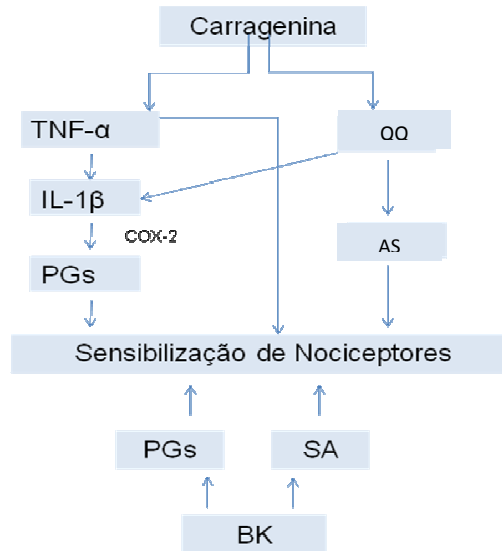 Carragenina
TNF-α
QQ
IL-1β
COX-2
AS
PGs
Sensibilização de Nociceptores
PGs
SA
BK